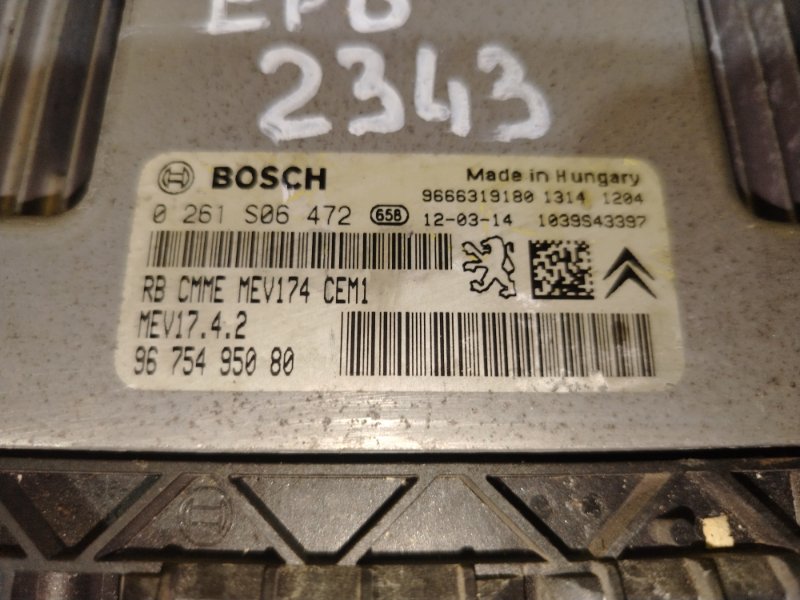 EPB
2343
BOSCH
Made in Hungary
9666319180 1314 1204
0 261 S06 472 658 12-03-14 1039S43397
RB CMME MEV174 CEM1
MEV17.4.2
96 754 950 80